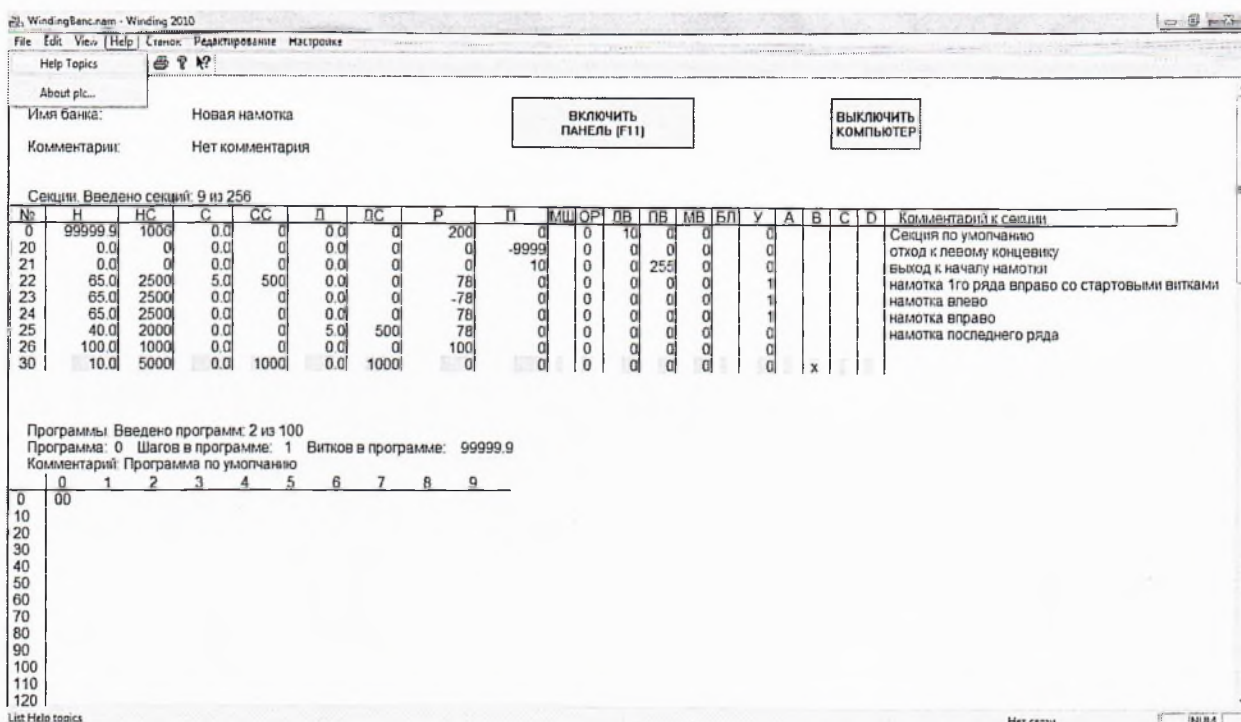 WindingBanc.nam - Winding 2010
File Edit View Help Станок Редактирование Настройка
Help Topics
About plc...
Имя банка: Новая намотка
ВКЛЮЧИТЬ
ПАНЕЛЬ (F11)
ВЫКЛЮЧИТЬ
КОМПЬЮТЕР
Комментарии: Нет комментария
Секции. Введено секций: 9 из 256
№ Н НС С СС Д ДС Р П МШ ОР ЛВ ПВ МВ БЛ У А В С D Комментарий к секции
0 99999.9 1000 0.0 0 0.0 0 200 0 0 10 0 0 0 Секция по умолчанию
20 0.0 0 0.0 0 0.0 0 0 -9999 0 0 0 0 0 отход к левому концевику
21 0.0 0 0.0 0 0.0 0 0 10 0 0 255 0 0 выход к началу намотки
22 65.0 2500 5.0 500 0.0 0 78 0 0 0 0 0 1 намотка 1го ряда вправо со стартовыми витками
23 65.0 2500 0.0 0 0.0 0 -78 0 0 0 0 0 1 намотка влево
24 65.0 2500 0.0 0 0.0 0 78 0 0 0 0 0 1 намотка вправо
25 40.0 2000 0.0 0 5.0 500 78 0 0 0 0 0 0 намотка последнего ряда
26 100.0 1000 0.0 0 0.0 0 100 0 0 0 0 0 0
30 10.0 5000 0.0 1000 0.0 1000 0 0 0 0 0 0 0 x
Программы. Введено программ: 2 из 100
Программа: 0 Шагов в программе: 1 Витков в программе: 99999.9
Комментарий: Программа по умолчанию
0 1 2 3 4 5 6 7 8 9
0 00
10
20
30
40
50
60
70
80
90
100
110
120
List Help topics Нет связи NUM